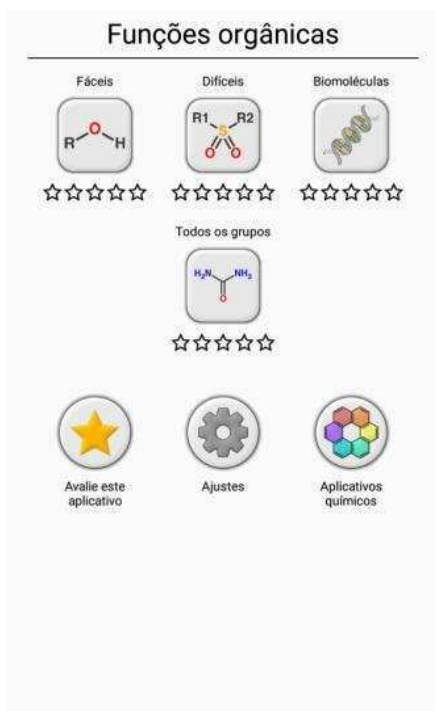 Funções orgânicas
Fáceis
Difíceis
Biomoléculas
R O H
R1 S R2
O O
Todos os grupos
H₂N NH₂
O
Avalie este aplicativo
Ajustes
Aplicativos químicos